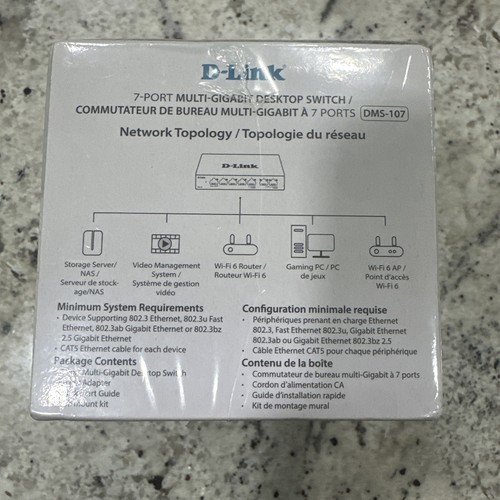 D-Link
7-PORT MULTI-GIGABIT DESKTOP SWITCH /
COMMUTATEUR DE BUREAU MULTI-GIGABIT À 7 PORTS DMS-107
Network Topology / Topologie du réseau
D-Link
Storage Server/
NAS /
Serveur de stock-
age/NAS
Video Management
System /
Système de gestion
vidéo
Wi-Fi 6 Router /
Routeur Wi-Fi 6
Gaming PC / PC
de jeux
Wi-Fi 6 AP /
Point d'accès
Wi-Fi 6
Minimum System Requirements
• Device Supporting 802.3 Ethernet, 802.3u Fast
Ethernet, 802.3ab Gigabit Ethernet or 802.3bz
2.5 Gigabit Ethernet
• CAT5 Ethernet cable for each device
Package Contents
Multi-Gigabit Desktop Switch
Adapter
Guide
kit
Configuration minimale requise
• Périphériques prenant en charge Ethernet
802.3, Fast Ethernet 802.3u, Gigabit Ethernet
802.3ab ou Gigabit Ethernet 802.3bz 2.5
• Câble Ethernet CAT5 pour chaque périphérique
Contenu de la boîte
• Commutateur de bureau multi-Gigabit à 7 ports
• Cordon d'alimentation CA
• Guide d'installation rapide
• Kit de montage mural